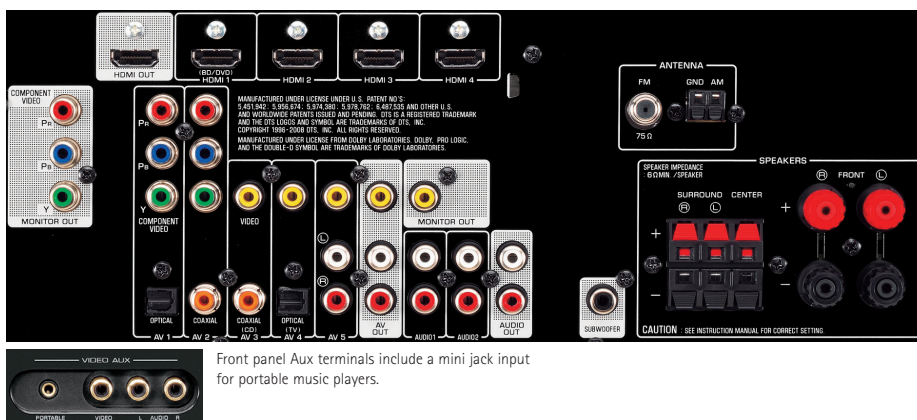 HDMI OUT
(BD/DVD)
HDMI 1
HDMI 2
HDMI 3
HDMI 4
ANTENNA
FM
GND AM
75Ω
COMPONENT
VIDEO
PR
PB
Y
MONITOR OUT
PR
PB
Y
COMPONENT
VIDEO
MANUFACTURED UNDER LICENSE UNDER U.S. PATENT NO'S:
5,451,942; 5,956,674; 5,974,380; 5,978,762; 6,487,535 AND OTHER U.S.
AND WORLDWIDE PATENTS ISSUED AND PENDING. DTS IS A REGISTERED TRADEMARK
AND THE DTS LOGOS AND SYMBOL ARE TRADEMARKS OF DTS, INC.
COPYRIGHT 1996-2008 DTS, INC. ALL RIGHTS RESERVED.
MANUFACTURED UNDER LICENSE FROM DOLBY LABORATORIES. DOLBY, PRO LOGIC,
AND THE DOUBLE-D SYMBOL ARE TRADEMARKS OF DOLBY LABORATORIES.
VIDEO
MONITOR OUT
L
R
OPTICAL
COAXIAL
COAXIAL
(CD)
OPTICAL
(TV)
AV 1
AV 2
AV 3
AV 4
AV 5
AV
OUT
AUDIO1
AUDIO2
AUDIO
OUT
SUBWOOFER
SPEAKERS
SPEAKER IMPEDANCE
: 6ΩMIN. /SPEAKER
SURROUND
CENTER
R
L
R FRONT L
+
–
+
–
CAUTION : SEE INSTRUCTION MANUAL FOR CORRECT SETTING.
VIDEO AUX
PORTABLE
VIDEO
L AUDIO R
Front panel Aux terminals include a mini jack input
for portable music players.